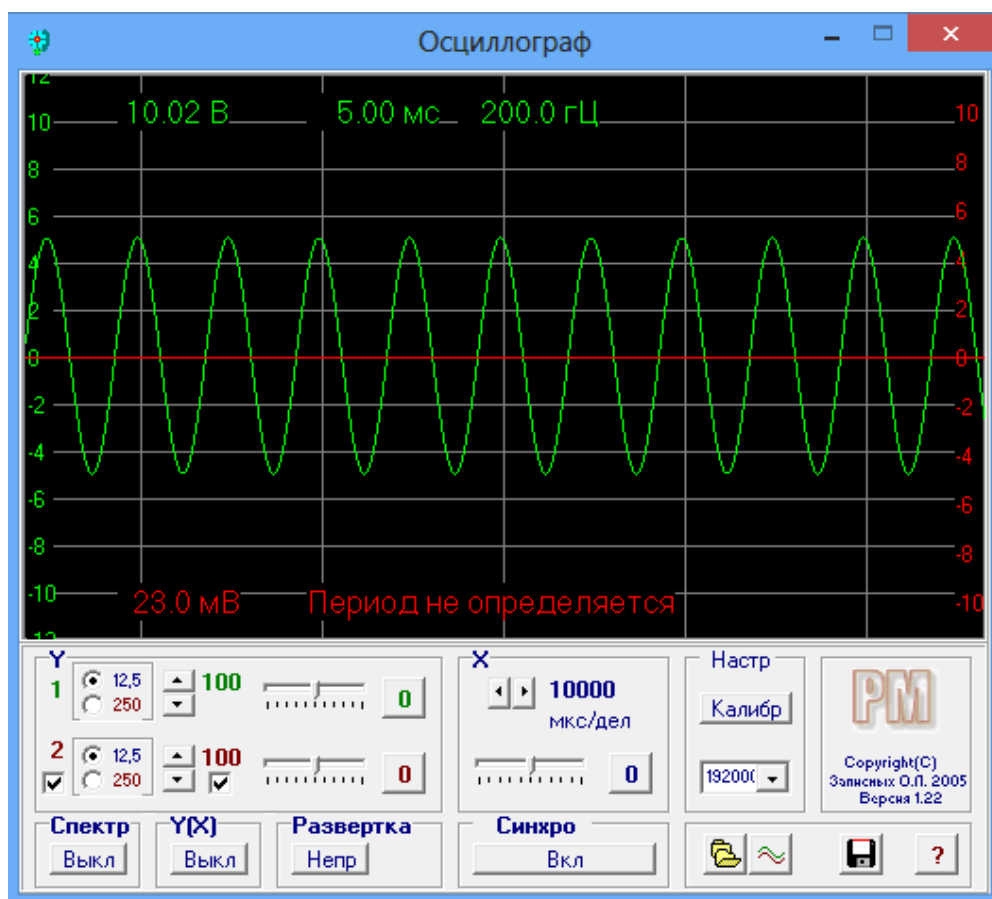 Осциллограф
12
10.02 В 5.00 мс 200.0 гЦ
10 10
8 8
6 6
4 4
2 2
0 0
-2 -2
-4 -4
-6 -6
-8 -8
-10 23.0 мВ Период не определяется -10
-12
Y
1 12,5 250 100 0
2 12,5 250 100 0
X
10000
мкс/дел
0
Настр
Калибр
19200
PM
Copyright(C)
Записных О.Л. 2005
Версия 1.22
Спектр
Выкл
Y(X)
Выкл
Развертка
Непр
Синхро
Вкл
?